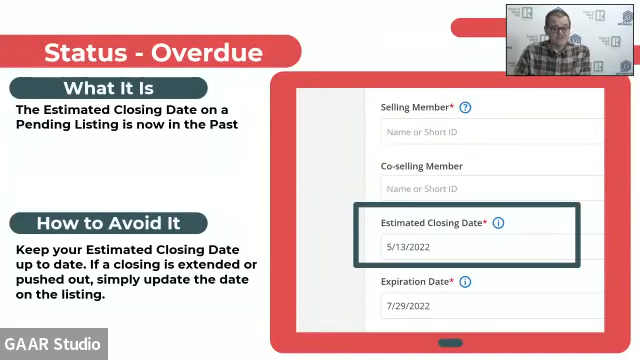 Status - Overdue
What It Is
The Estimated Closing Date on a
Pending Listing is now in the Past
How to Avoid It
Keep your Estimated Closing Date
up to date. If a closing is extended or
pushed out, simply update the date
on the listing.
Selling Member*
Name or Short ID
Co-selling Member
Name or Short ID
Estimated Closing Date*
5/13/2022
Expiration Date*
7/29/2022
GAAR Studio